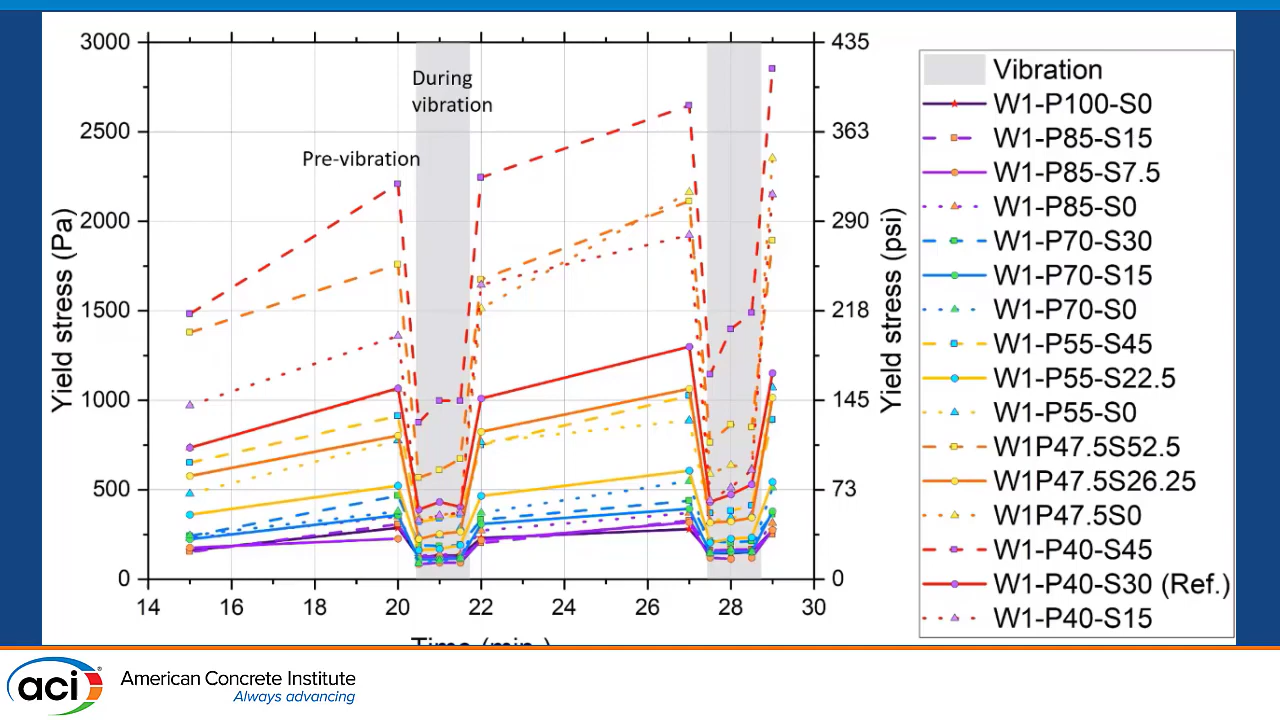 3000
2500
2000
1500
1000
500
0
Yield stress (Pa)
During
vibration
Pre-vibration
435
363
290
218
145
73
0
Yield stress (psi)
14 16 18 20 22 24 26 28 30
Time (min.)
Vibration
W1-P100-S0
W1-P85-S15
W1-P85-S7.5
W1-P85-S0
W1-P70-S30
W1-P70-S15
W1-P70-S0
W1-P55-S45
W1-P55-S22.5
W1-P55-S0
W1P47.5S52.5
W1P47.5S26.25
W1P47.5S0
W1-P40-S45
W1-P40-S30 (Ref.)
W1-P40-S15
aci®
American Concrete Institute
Always advancing